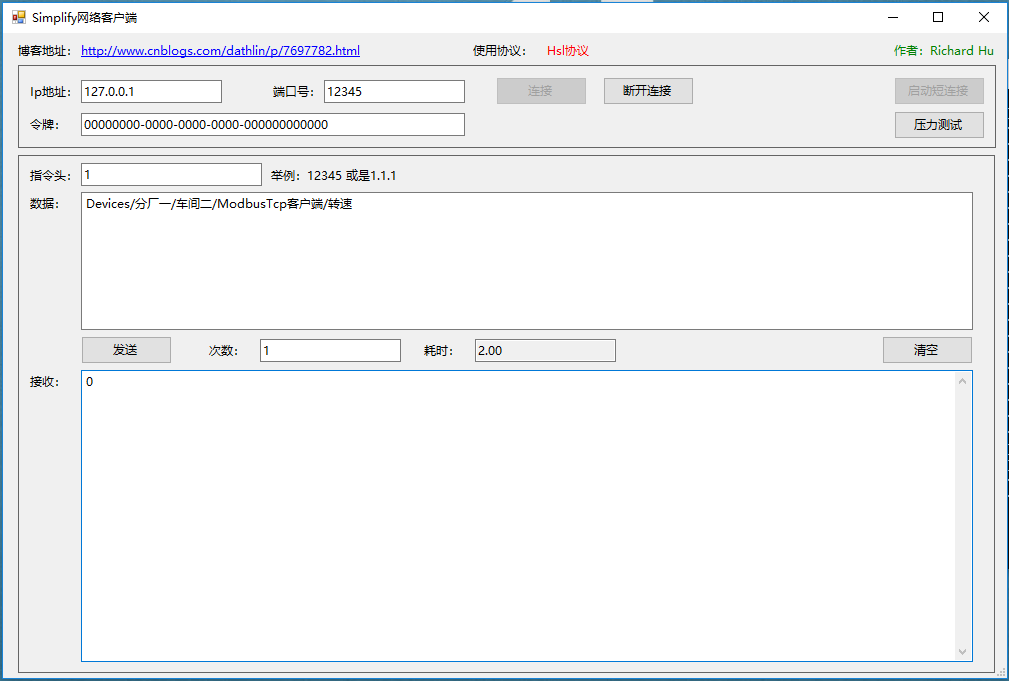 Simplify网络客户端
博客地址: http://www.cnblogs.com/dathlin/p/7697782.html 使用协议: Hsl协议 作者: Richard Hu
Ip地址: 127.0.0.1 端口号: 12345 连接 断开连接 启动短连接
令牌: 00000000-0000-0000-0000-000000000000 压力测试
指令头: 1 举例: 12345 或是1.1.1
数据: Devices/分厂一/车间二/ModbusTcp客户端/转速
发送 次数: 1 耗时: 2.00 清空
接收: 0